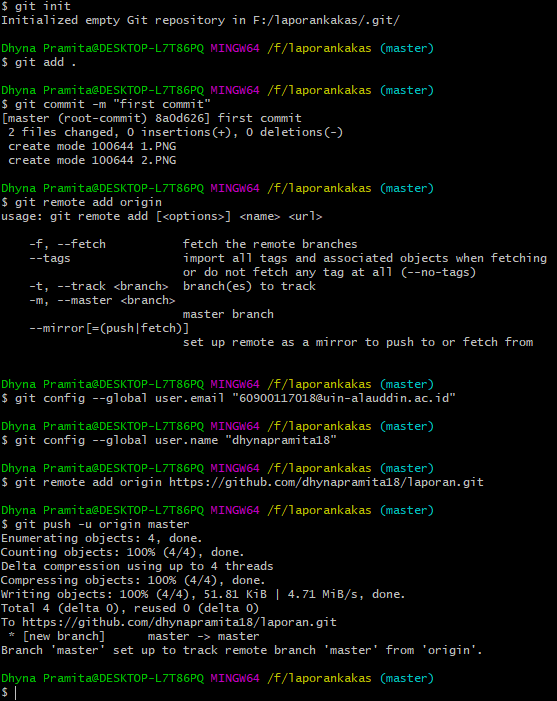 $ git init
Initialized empty Git repository in F:/laporankakas/.git/

Dhyna Pramita@DESKTOP-L7T86PQ MINGW64 /f/laporankakas (master)
$ git add .

Dhyna Pramita@DESKTOP-L7T86PQ MINGW64 /f/laporankakas (master)
$ git commit -m "first commit"
[master (root-commit) 8a0d626] first commit
 2 files changed, 0 insertions(+), 0 deletions(-)
 create mode 100644 1.PNG
 create mode 100644 2.PNG

Dhyna Pramita@DESKTOP-L7T86PQ MINGW64 /f/laporankakas (master)
$ git remote add origin
usage: git remote add [<options>] <name> <url>

    -f, --fetch           fetch the remote branches
    --tags                import all tags and associated objects when fetching
                          or do not fetch any tag at all (--no-tags)
    -t, --track <branch>  branch(es) to track
    -m, --master <branch>
                          master branch
    --mirror[=(push|fetch)]
                          set up remote as a mirror to push to or fetch from

Dhyna Pramita@DESKTOP-L7T86PQ MINGW64 /f/laporankakas (master)
$ git config --global user.email "60900117018@uin-alauddin.ac.id"

Dhyna Pramita@DESKTOP-L7T86PQ MINGW64 /f/laporankakas (master)
$ git config --global user.name "dhynapramita18"

Dhyna Pramita@DESKTOP-L7T86PQ MINGW64 /f/laporankakas (master)
$ git remote add origin https://github.com/dhynapramita18/laporan.git

Dhyna Pramita@DESKTOP-L7T86PQ MINGW64 /f/laporankakas (master)
$ git push -u origin master
Enumerating objects: 4, done.
Counting objects: 100% (4/4), done.
Delta compression using up to 4 threads
Compressing objects: 100% (4/4), done.
Writing objects: 100% (4/4), 51.81 KiB | 4.71 MiB/s, done.
Total 4 (delta 0), reused 0 (delta 0)
To https://github.com/dhynapramita18/laporan.git
 * [new branch]      master -> master
Branch 'master' set up to track remote branch 'master' from 'origin'.

Dhyna Pramita@DESKTOP-L7T86PQ MINGW64 /f/laporankakas (master)
$